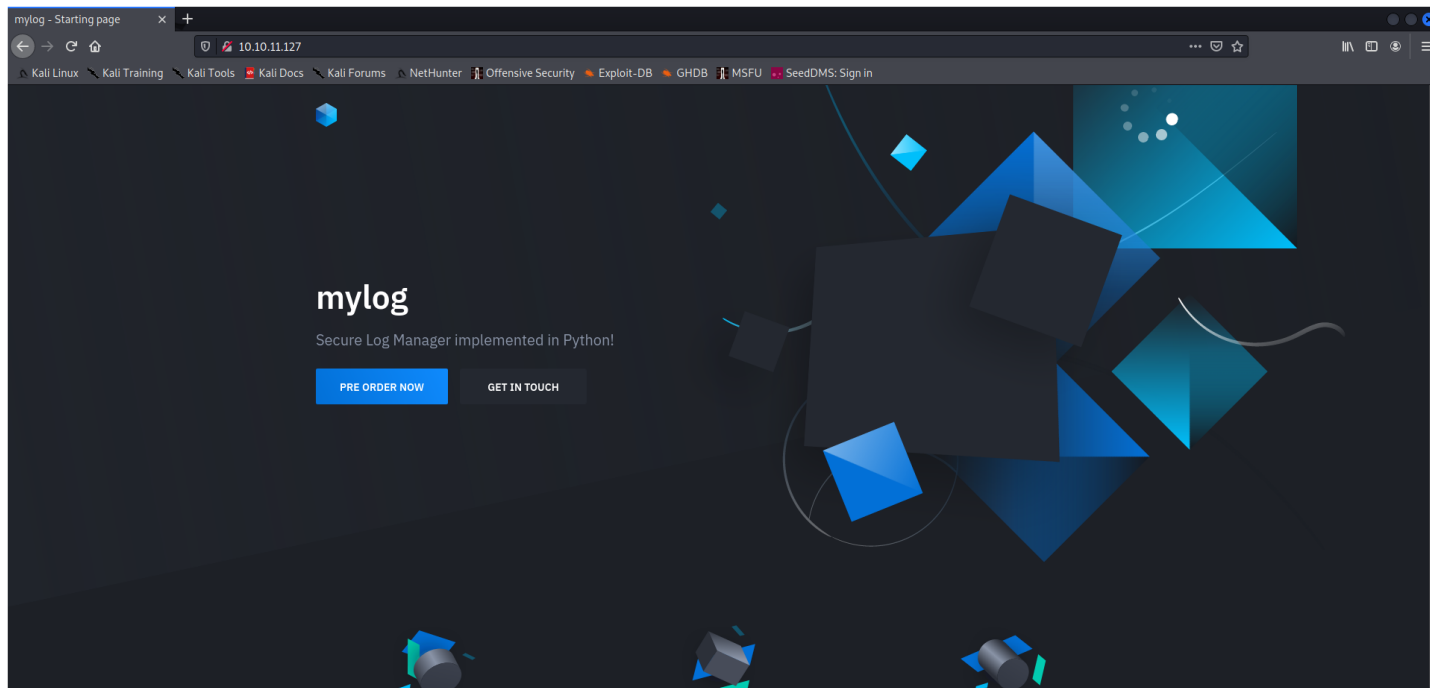 mylog - Starting page
10.10.11.127
Kali Linux Kali Training Kali Tools Kali Docs Kali Forums NetHunter Offensive Security Exploit-DB GHDB MSFU SeedDMS: Sign in
mylog
Secure Log Manager implemented in Python!
PRE ORDER NOW GET IN TOUCH